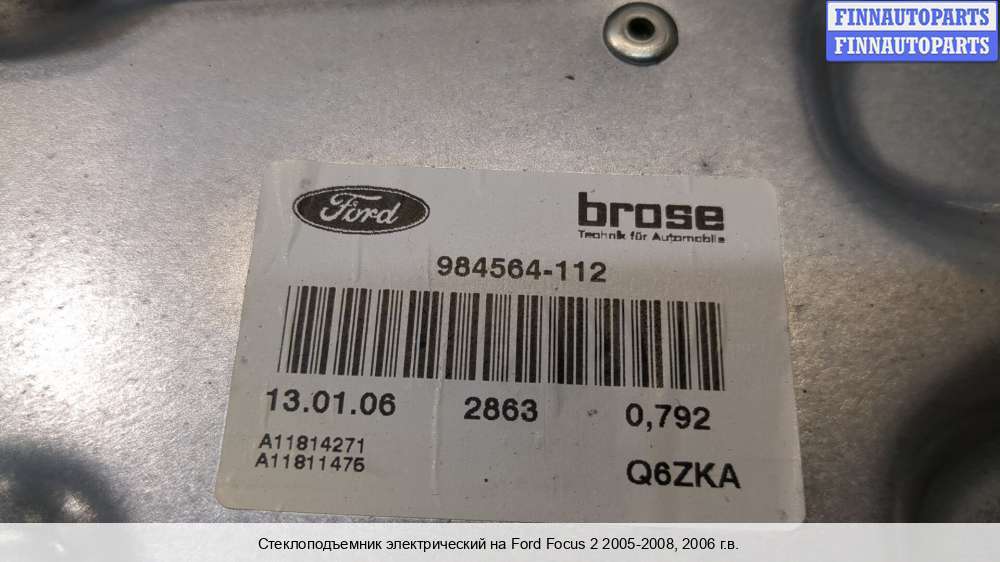 FINNAUTOPARTS
FINNAUTOPARTS
Ford
brose
Technik für Automobile
984564-112
13.01.06 2863 0,792
A11814271
A11811476
Q6ZKA
Стеклоподъемник электрический на Ford Focus 2 2005-2008, 2006 г.в.